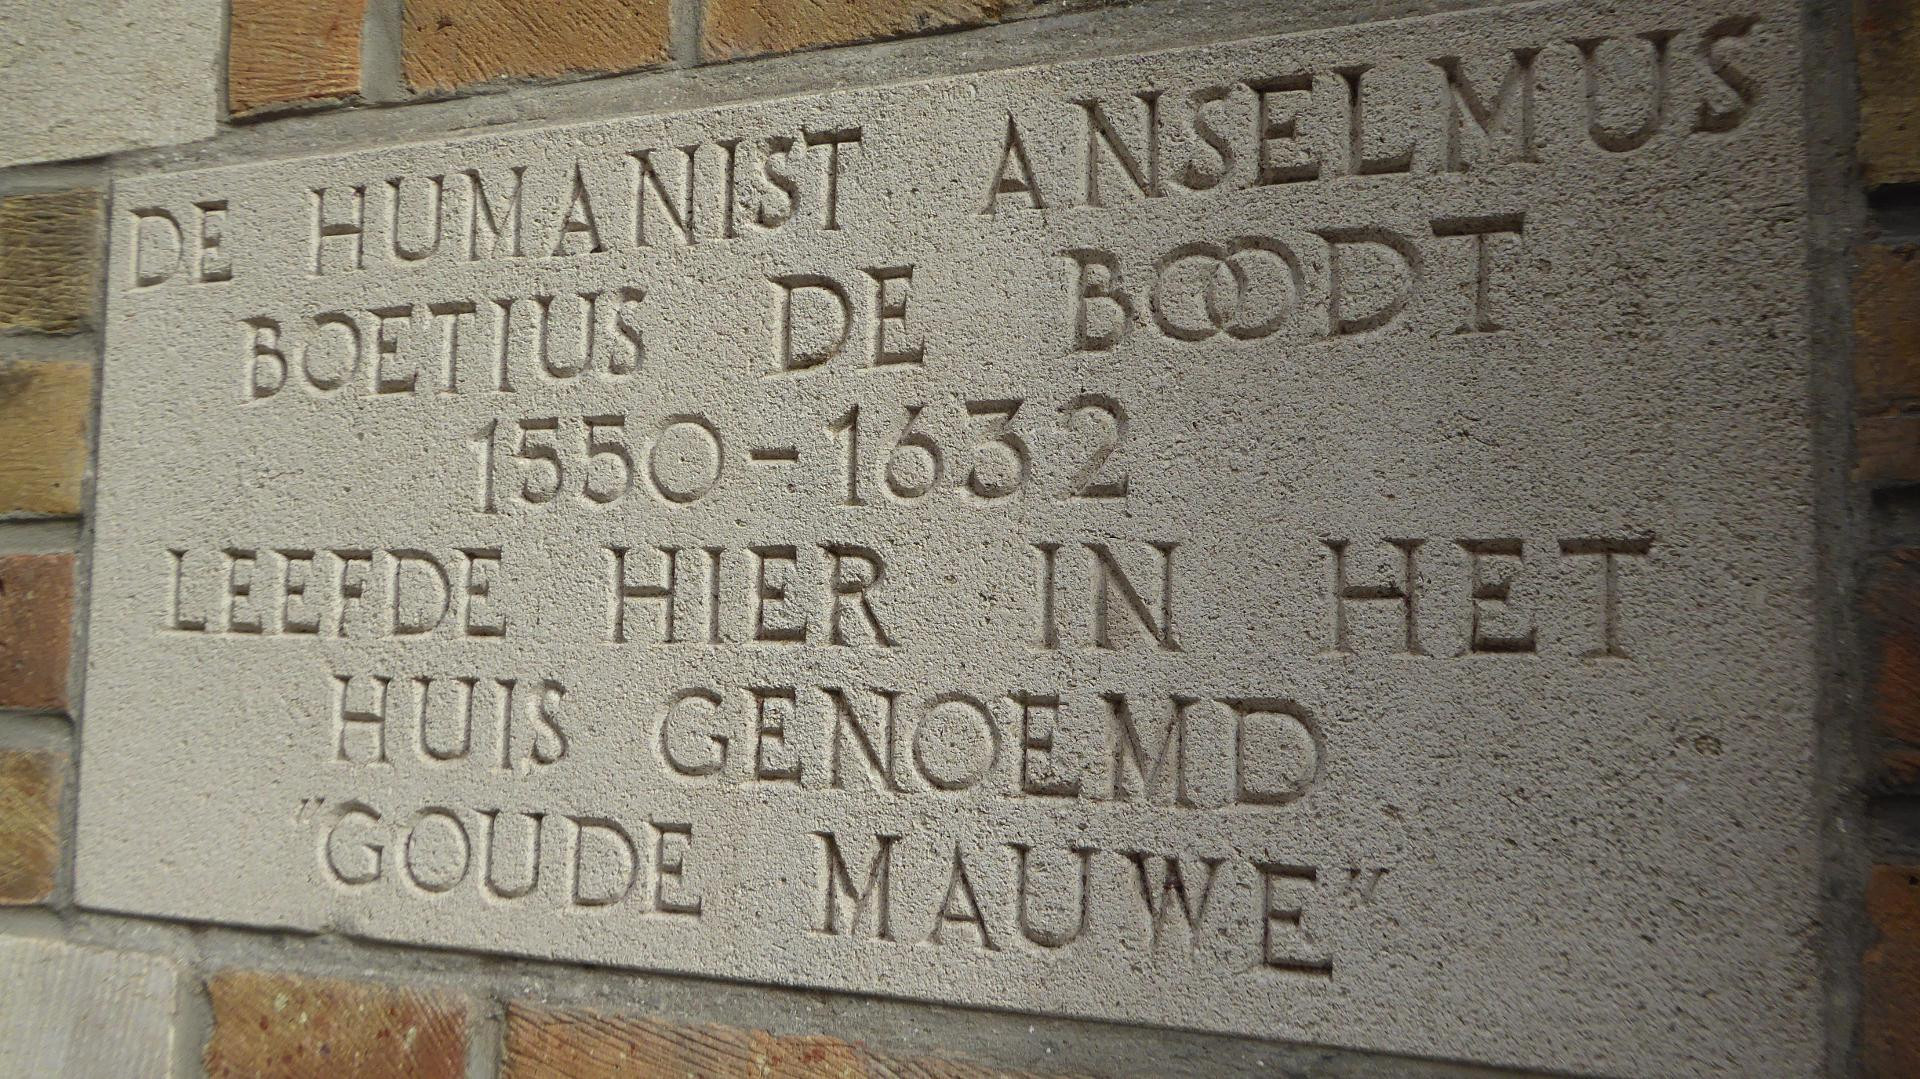 DE HUMANIST ANSELMUS
BOETIUS DE BOODT
1550-1632
LEEFDE HIER IN HET
HUIS GENOEMD
"GOUDE MAUWE"